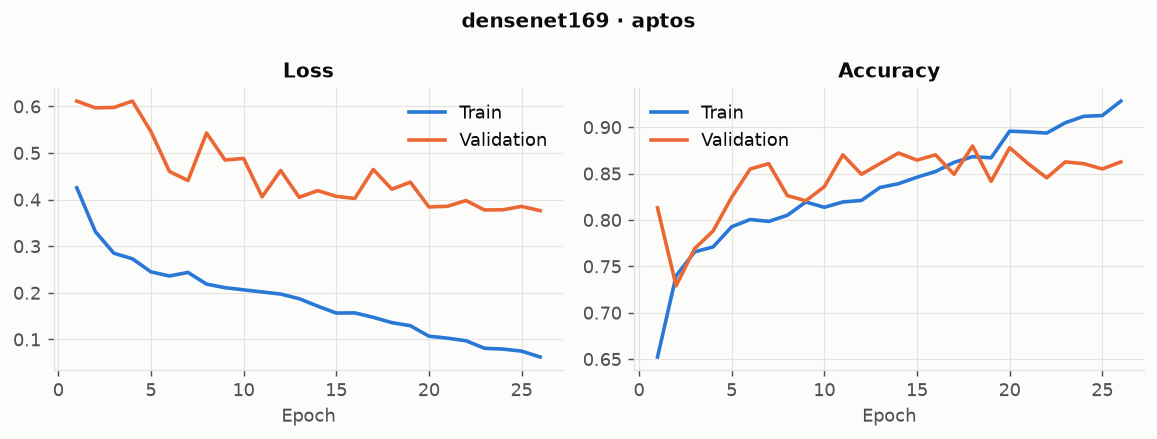 densenet169 · aptos
Loss
0.6
0.5
0.4
0.3
0.2
0.1
0 5 10 15 20 25
Epoch
Train
Validation
Accuracy
0.90
0.85
0.80
0.75
0.70
0.65
0 5 10 15 20 25
Epoch
Train
Validation